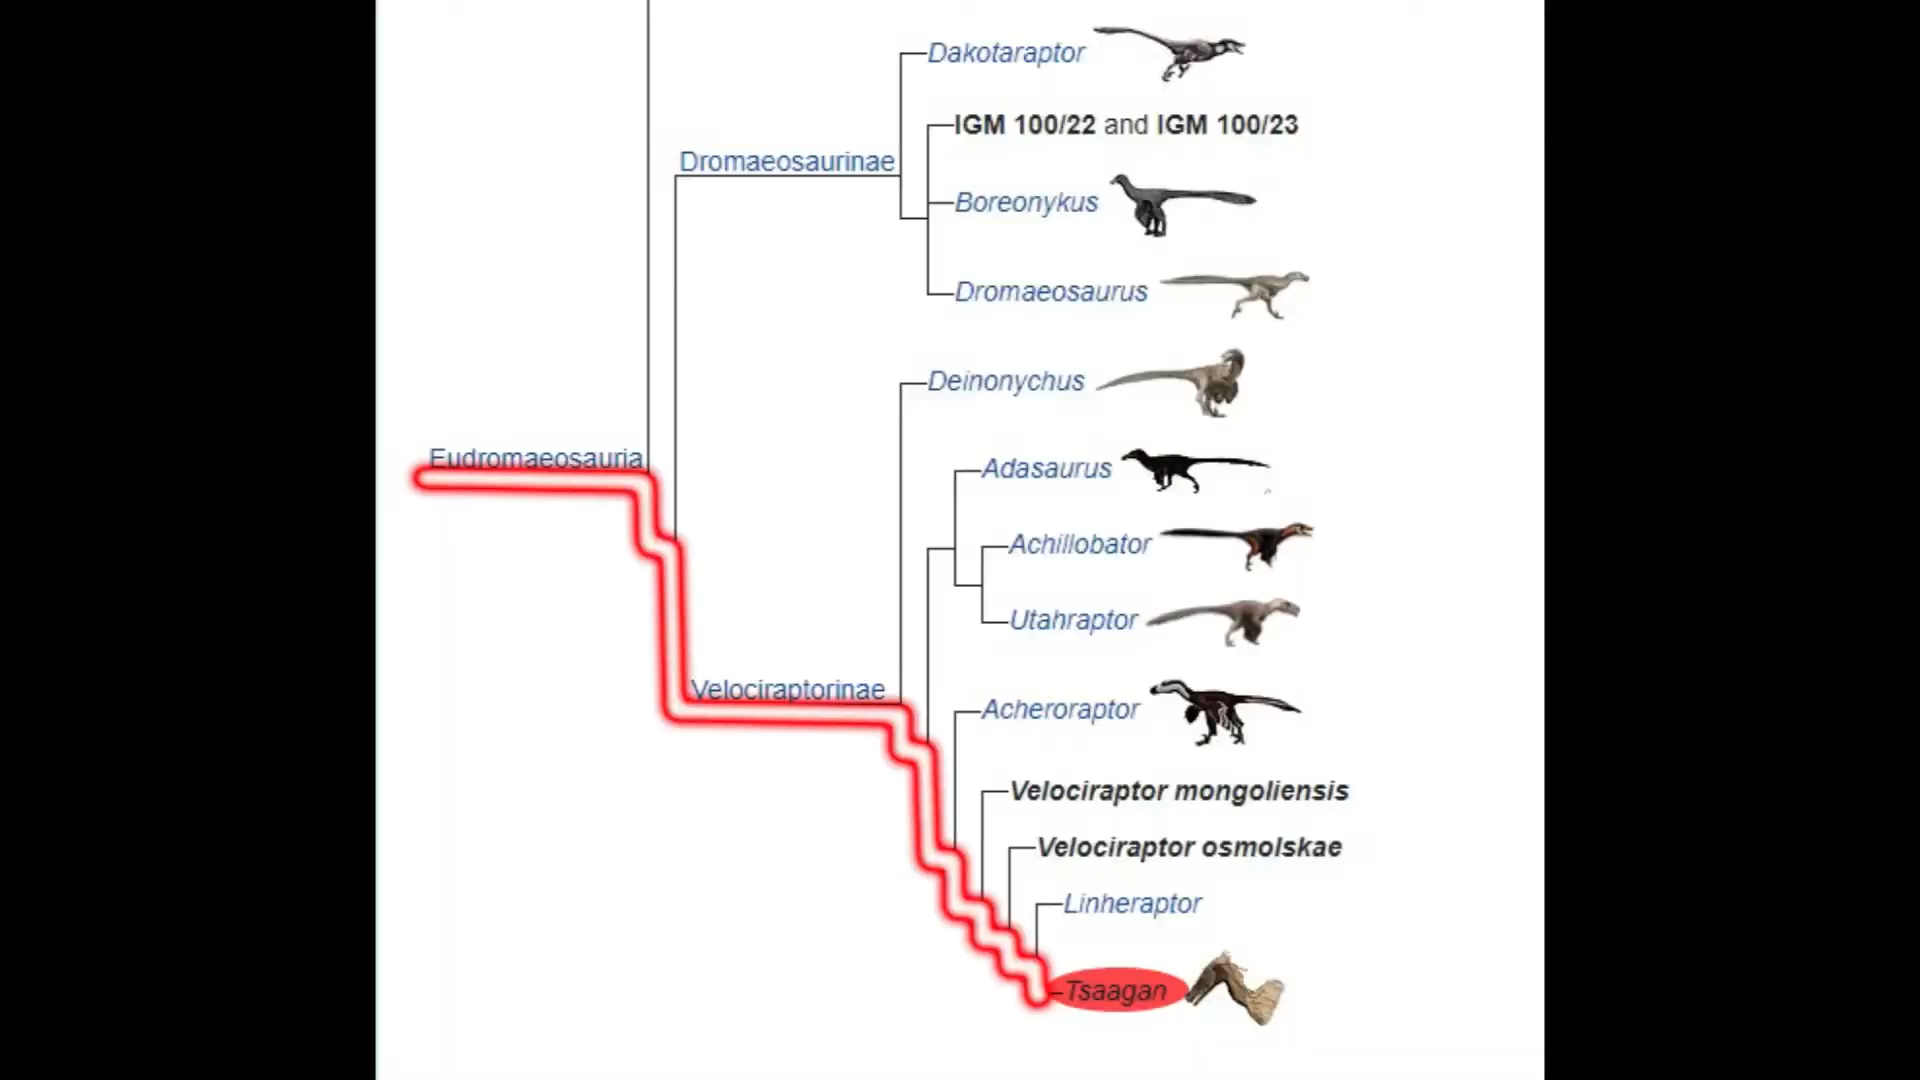 Dakotaraptor
IGM 100/22 and IGM 100/23
Dromaeosaurinae
Boreonykus
Dromaeosaurus
Deinonychus
Eudromaeosauria
Adasaurus
Achillobator
Utahraptor
Velociraptorinae
Acheroraptor
Velociraptor mongoliensis
Velociraptor osmolskae
Linheraptor
Tsaagan